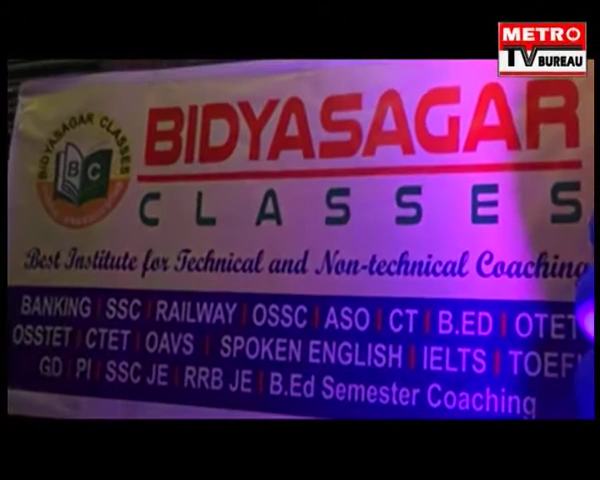 METRO
TV BUREAU
BIDYASAGAR CLASSES
B C
BIDYASAGAR
CLASSES
Best Institute for Technical and Non-technical Coaching
BANKING | SSC | RAILWAY | OSSC | ASO | CT | B.ED | OTET
OSSTET | CTET | OAVS | SPOKEN ENGLISH | IELTS | TOEF
GD | PI | SSC JE | RRB JE | B.Ed Semester Coaching